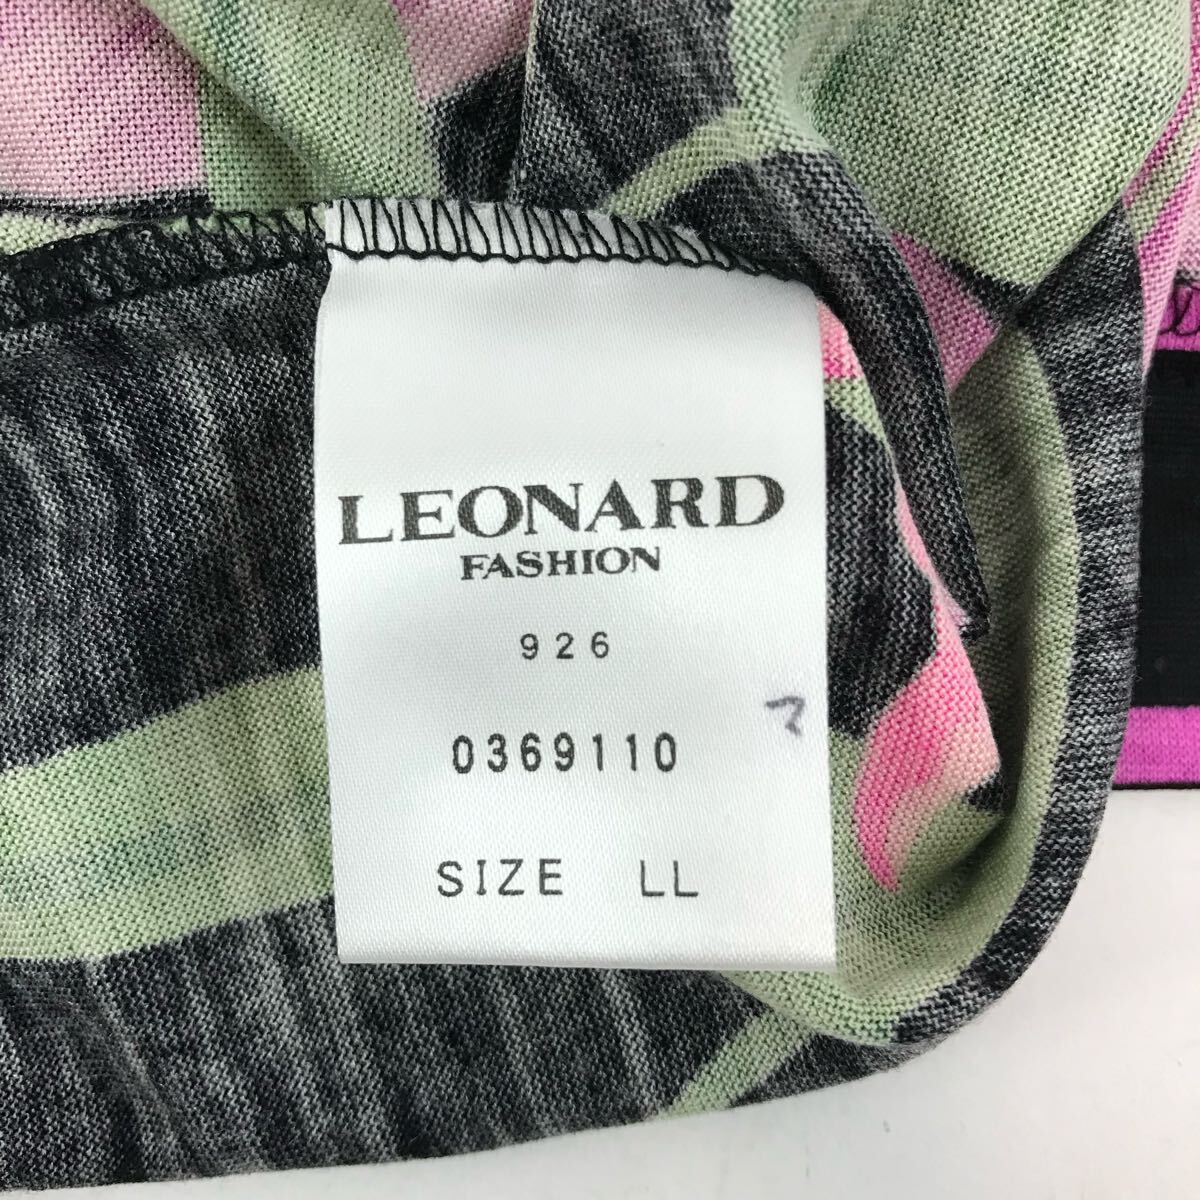 LEONARD
FASHION
926
0369110
SIZE LL